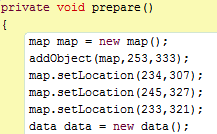 private void prepare()
{
map map = new map();
addObject(map,253,333);
map.setLocation(234,307);
map.setLocation(245,327);
map.setLocation(233,321);
data data = new data();